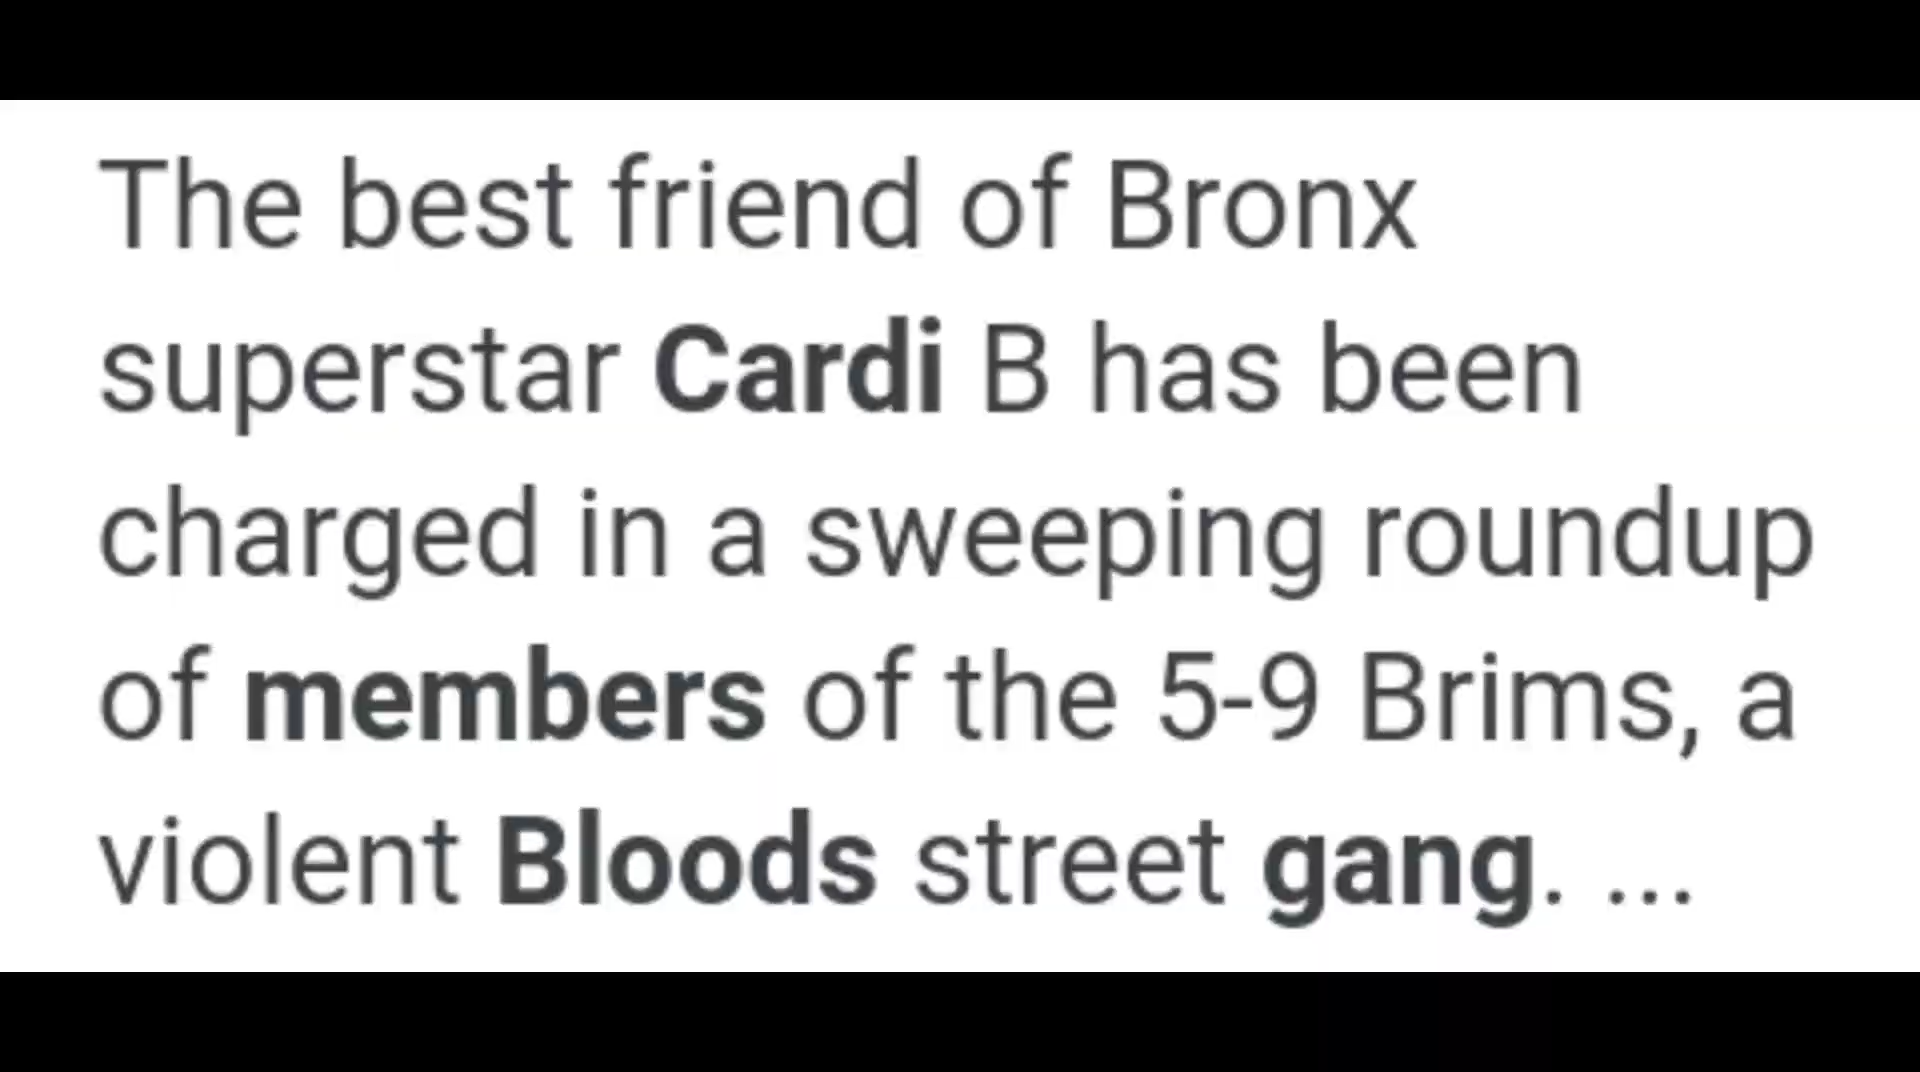 The best friend of Bronx
superstar Cardi B has been
charged in a sweeping roundup
of members of the 5-9 Brims, a
violent Bloods street gang. ...